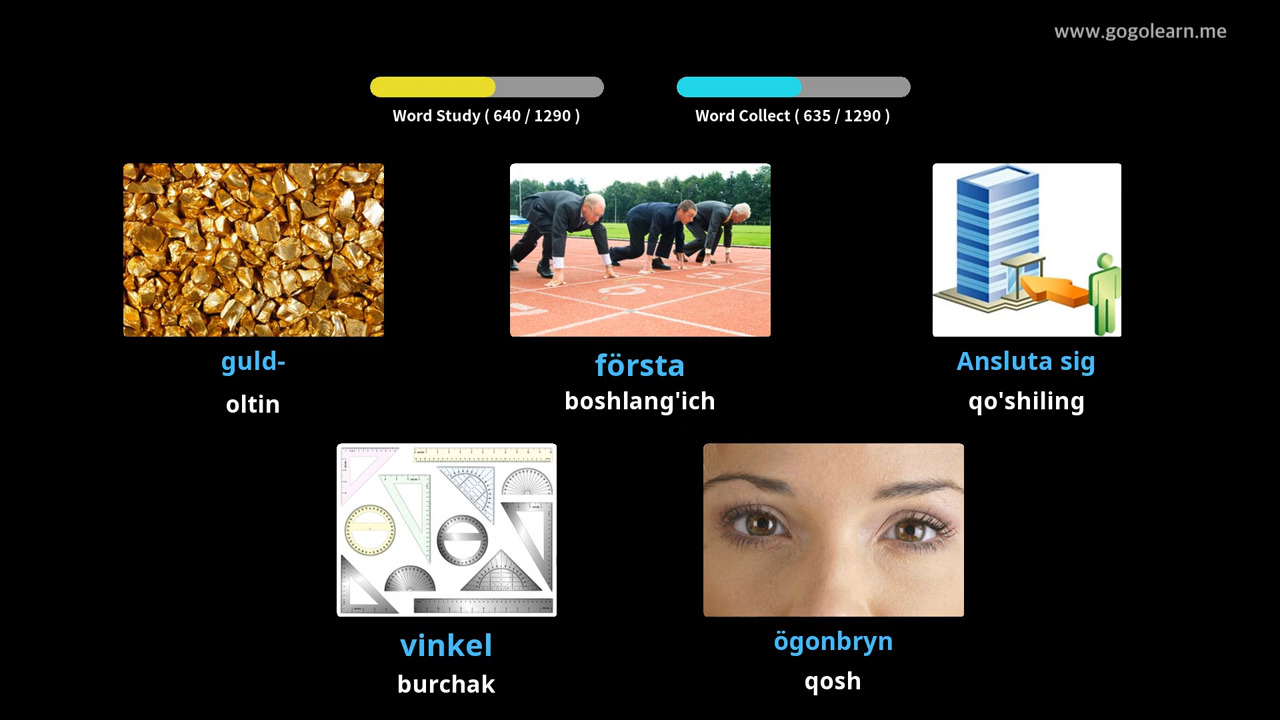 www.gogolearn.me
Word Study ( 640 / 1290 )
Word Collect ( 635 / 1290 )
guld-
oltin
första
boshlang'ich
Ansluta sig
qo'shiling
vinkel
burchak
ögonbryn
qosh